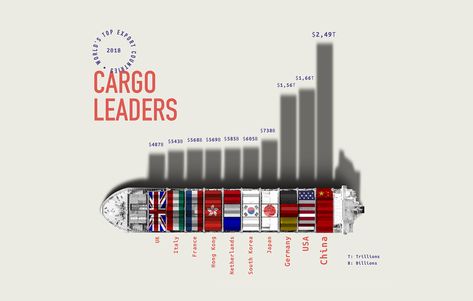 WORLD'S TOP EXPORT COUNTRIES •
2018
CARGO
LEADERS
$487B
$543B
$568B
$569B
$585B
$605B
$738B
$1,56T
$1,66T
$2,49T
UK
Italy
France
Hong Kong
Netherlands
South Korea
Japan
Germany
USA
China
T: Trillions
B: Billions